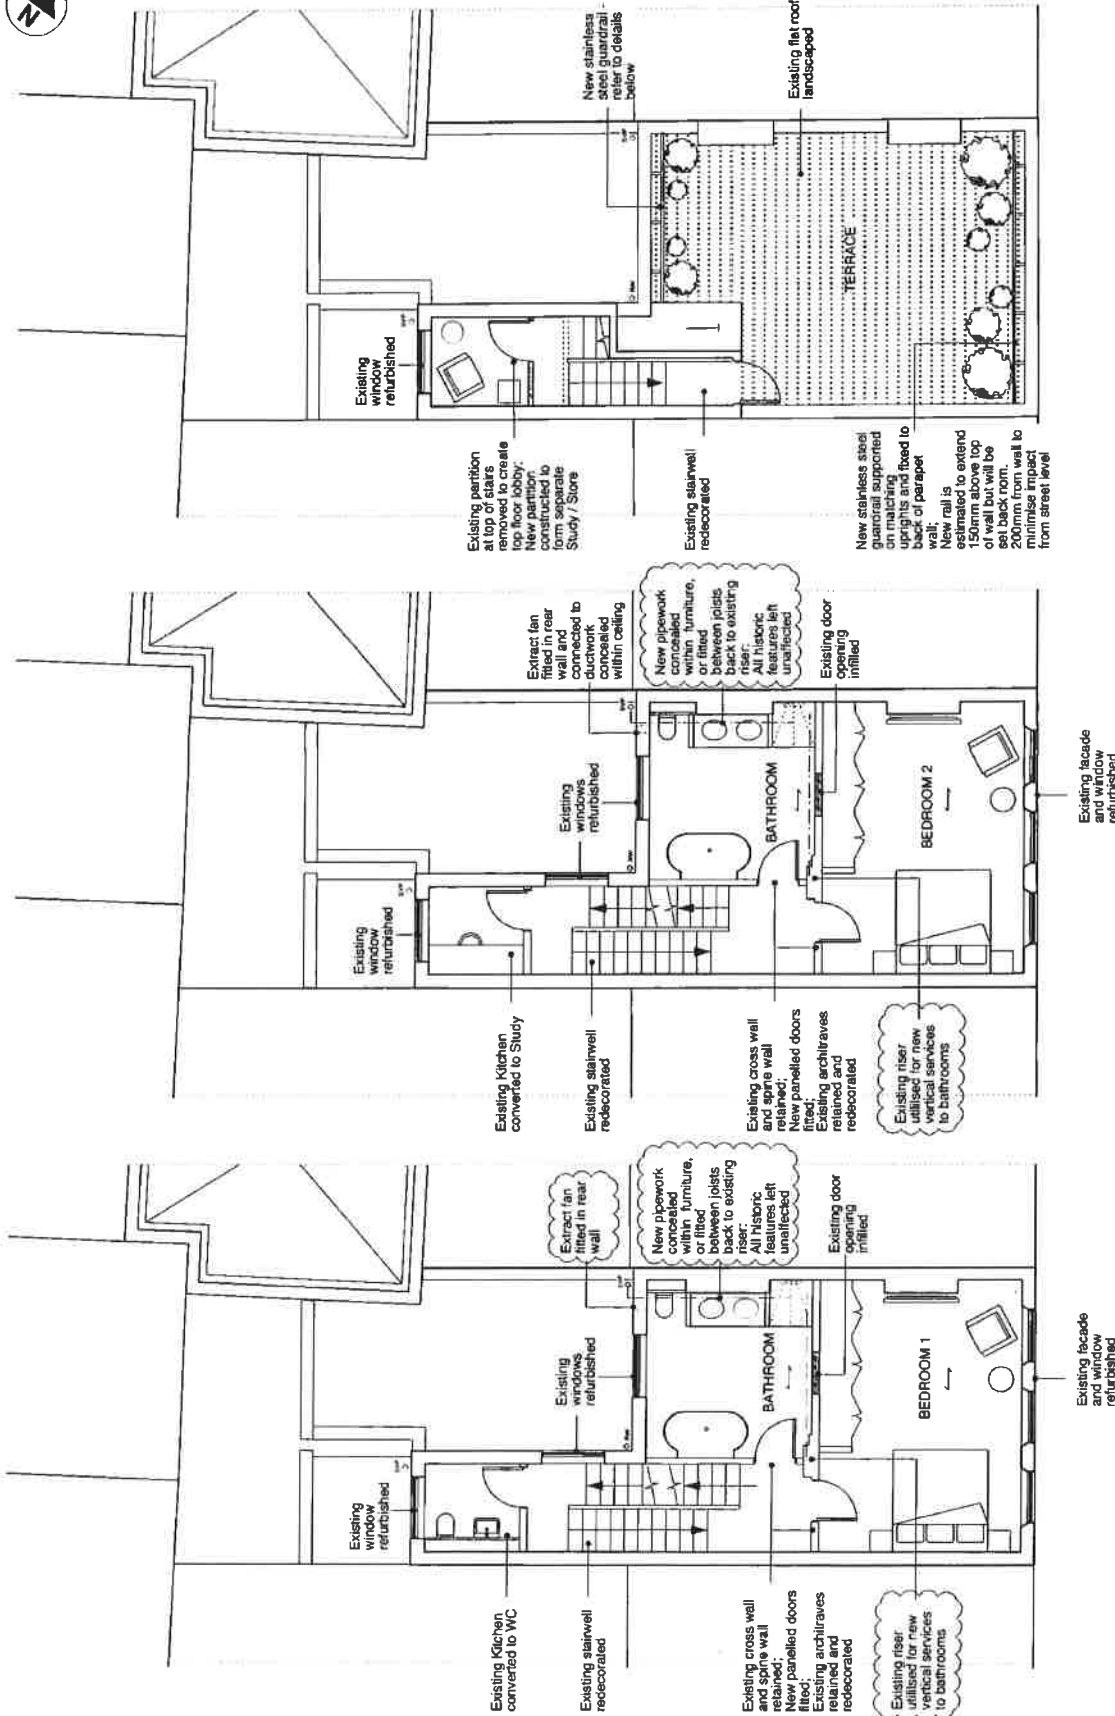 N
New stainless
steel guardrail
refer to details
below
Existing flat roof
landscaped
Existing
window
refurbished
SVP
SVP
RW
TERRACE
Existing partition
at top of stairs
removed to create
top floor lobby;
New partition
constructed to
form separate
Study / Store
Existing stairwell
redecorated
New stainless steel
guardrail supported
on matching
uprights and fixed to
back of parapet
wall;
New rail is
estimated to extend
150mm above top
of wall but will be
set back nom.
200mm from wall to
minimise impact
from street level
Extract fan
fitted in rear
wall and
connected to
ductwork
concealed
within ceiling
New pipework
concealed
within furniture,
or fitted
between joists
back to existing
riser;
All historic
features left
unaffected
Existing door
opening
infilled
Existing
windows
refurbished
Existing
window
refurbished
SVP
SVP
RW
BATHROOM
BEDROOM 2
Existing facade
and window
refurbished
Existing Kitchen
converted to Study
Existing stairwell
redecorated
Existing cross wall
and spine wall
retained;
New panelled doors
fitted;
Existing architraves
retained and
redecorated
Existing riser
utilised for new
vertical services
to bathrooms
Extract fan
fitted in rear
wall
New pipework
concealed
within furniture,
or fitted
between joists
back to existing
riser;
All historic
features left
unaffected
Existing door
opening
infilled
Existing
windows
refurbished
Existing
window
refurbished
SVP
SVP
RW
BATHROOM
BEDROOM 1
Existing facade
and window
refurbished
Existing Kitchen
converted to WC
Existing stairwell
redecorated
Existing cross wall
and spine wall
retained;
New panelled doors
fitted;
Existing architraves
retained and
redecorated
Existing riser
utilised for new
vertical services
to bathrooms